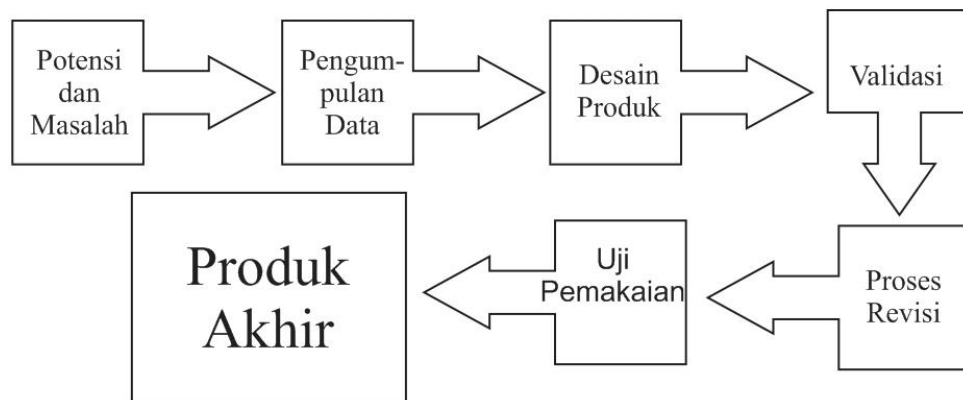 Potensi
dan
Masalah
Pengum-
pulan
Data
Desain
Produk
Validasi
Proses
Revisi
Uji
Pemakaian
Produk
Akhir